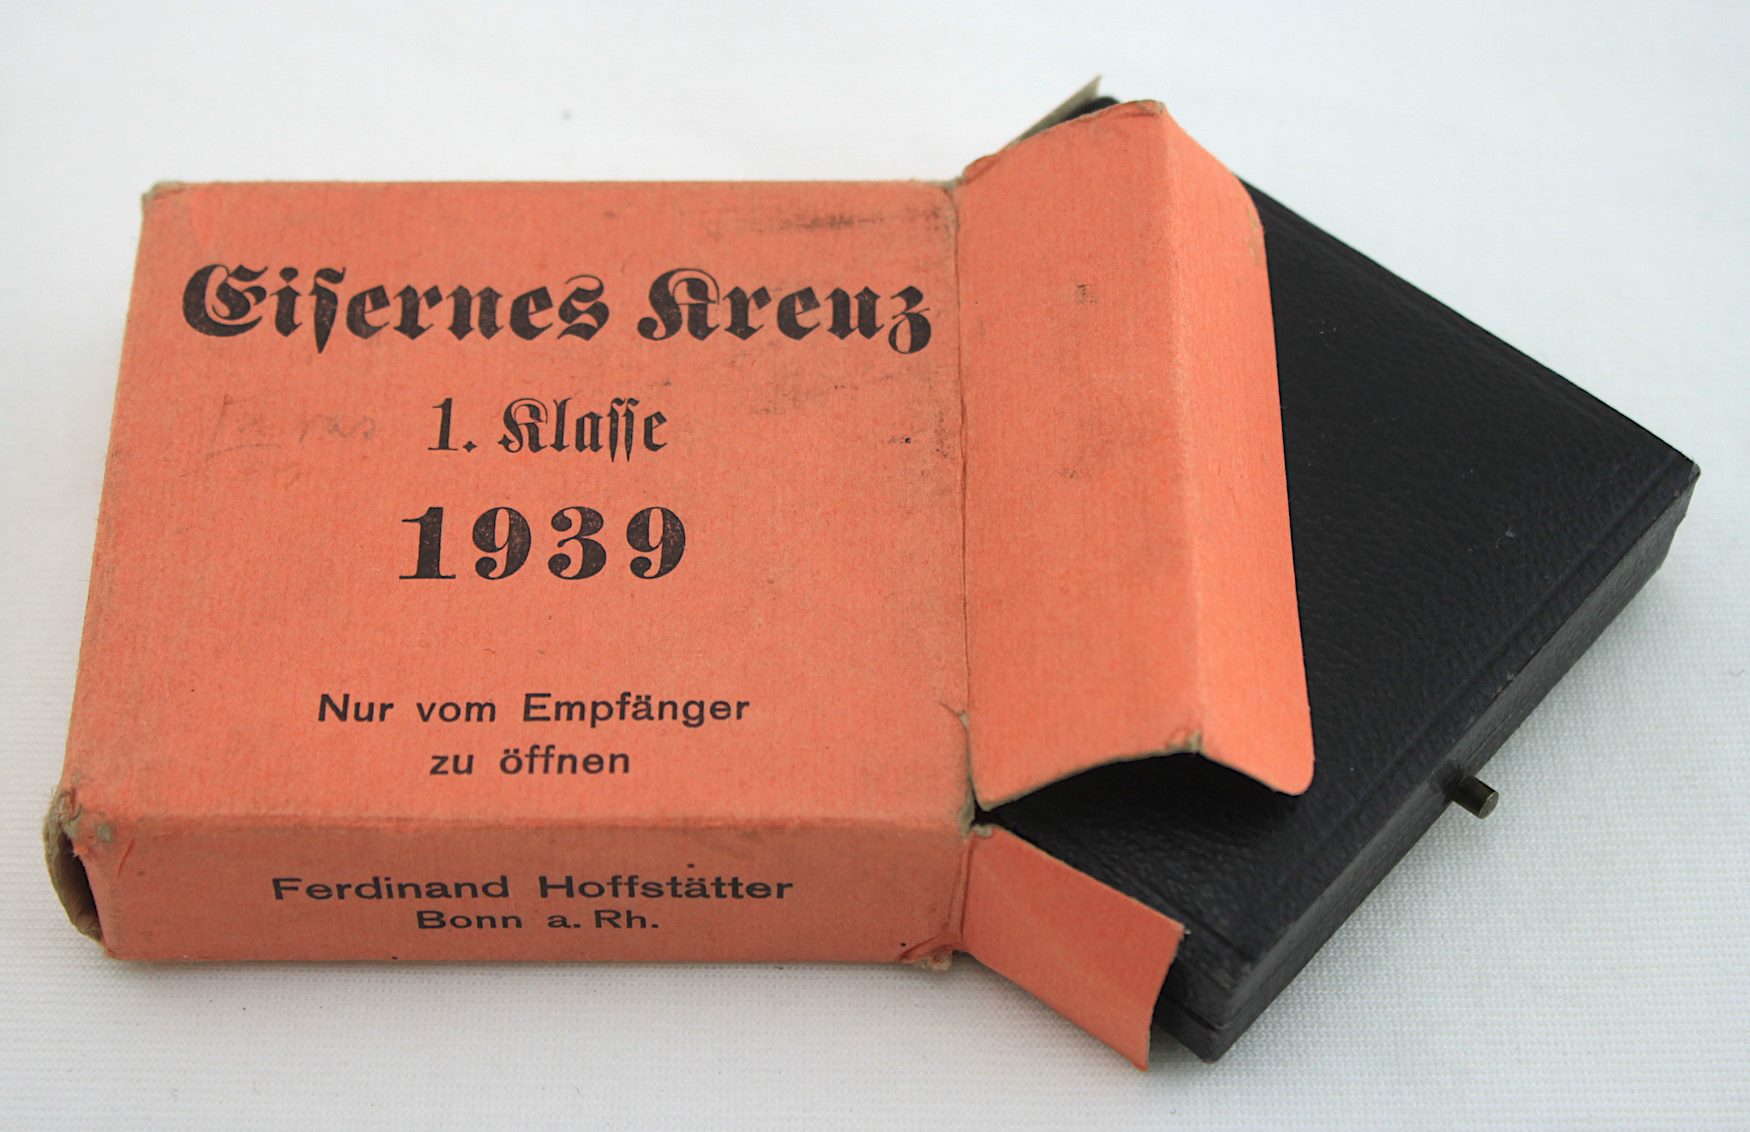 Eiſernes Kreuz
1. Klaſſe
1939
Nur vom Empfänger
zu öffnen
Ferdinand Hoffstätter
Bonn a. Rh.